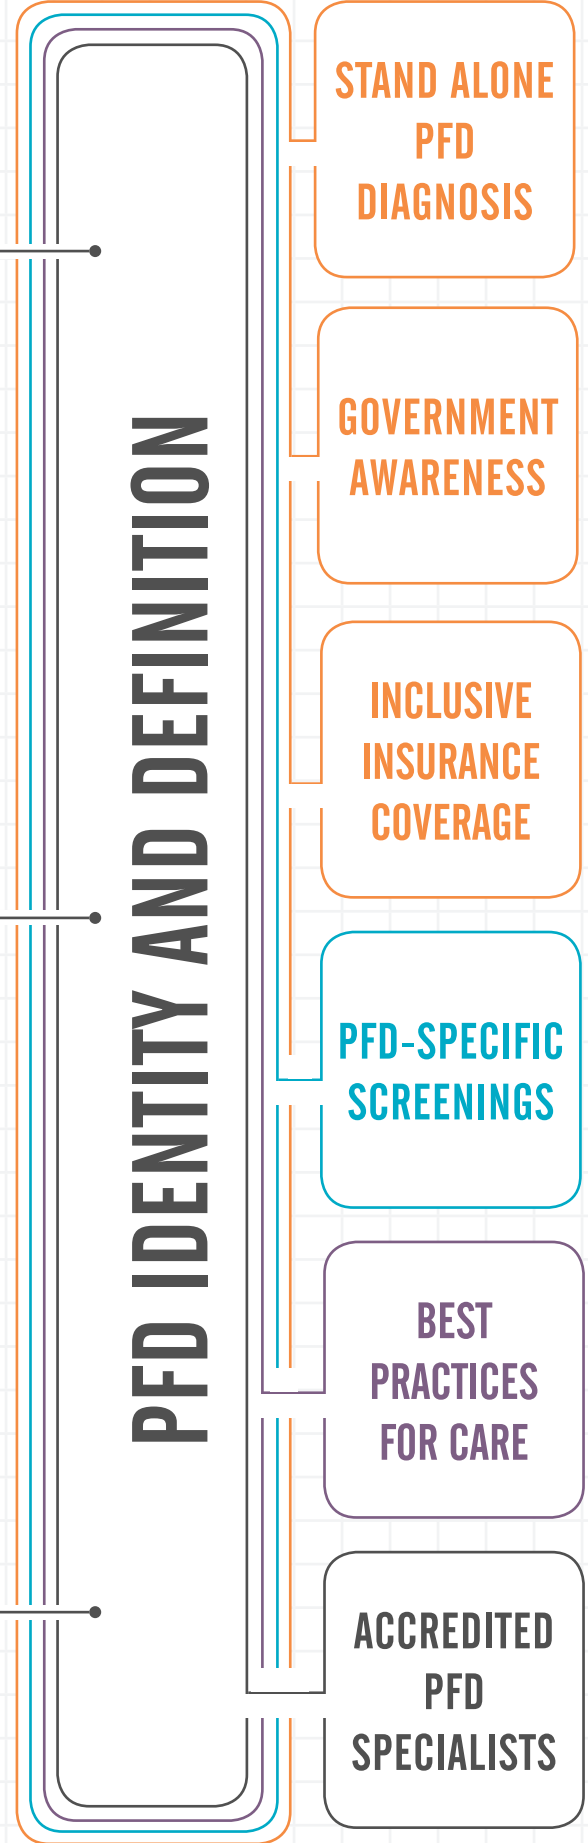 PFD IDENTITY AND DEFINITION
STAND ALONE
PFD
DIAGNOSIS
GOVERNMENT
AWARENESS
INCLUSIVE
INSURANCE
COVERAGE
PFD-SPECIFIC
SCREENINGS
BEST
PRACTICES
FOR CARE
ACCREDITED
PFD
SPECIALISTS